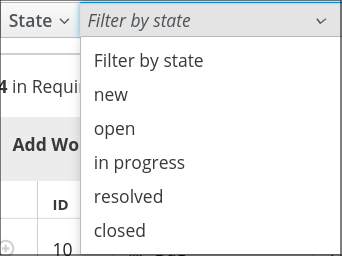 State Filter by state
Filter by state
new
4 in Requi
open
Add Wo
in progress
resolved
ID
closed
10